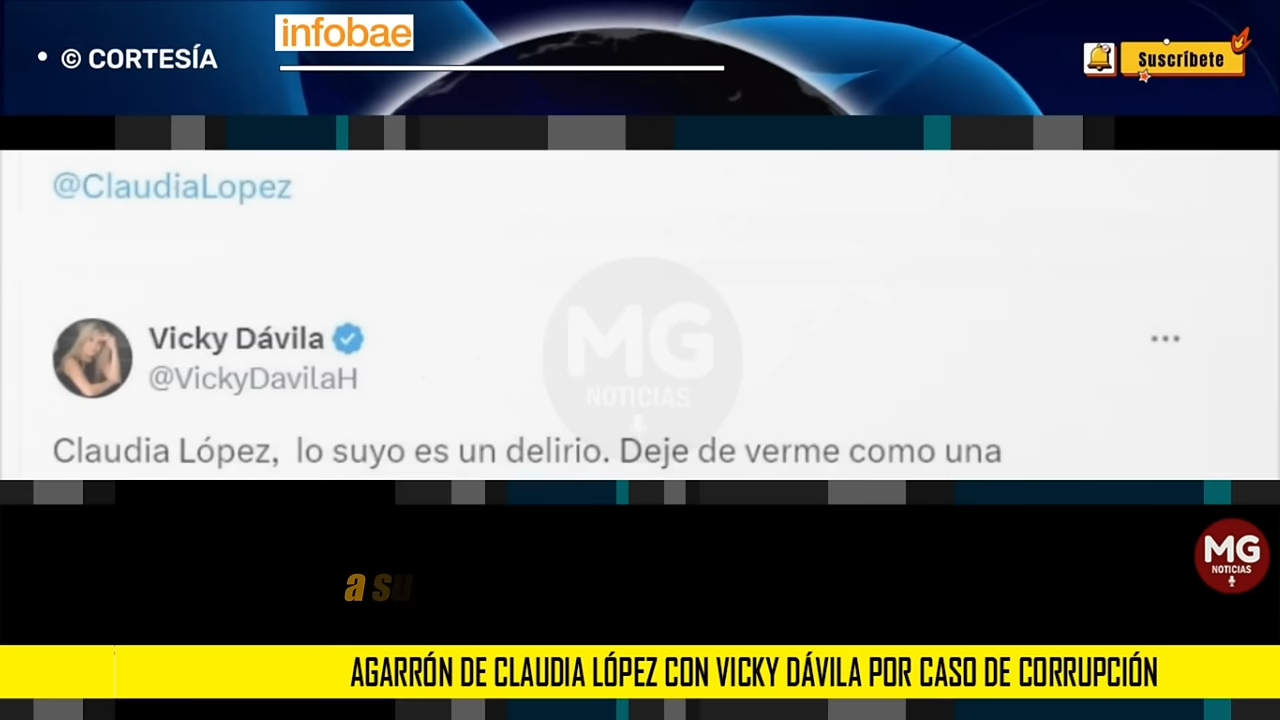 © CORTESÍA
infobae
Suscríbete
@ClaudiaLopez
Vicky Dávila
@VickyDavilaH
MG
NOTICIAS
Claudia López, lo suyo es un delirio. Deje de verme como una
a su
MG
NOTICIAS
AGARRÓN DE CLAUDIA LÓPEZ CON VICKY DÁVILA POR CASO DE CORRUPCIÓN